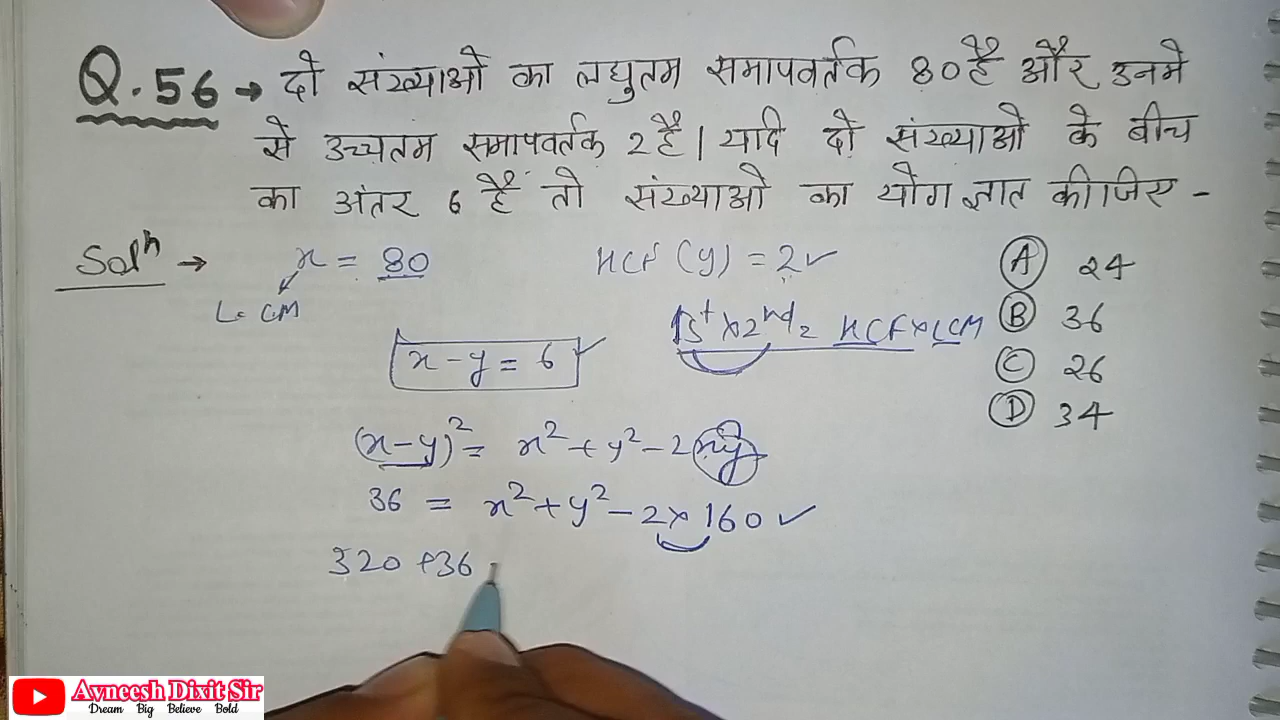 Q.56 → दो संख्याओं का लघुतम समापवर्तक 80 है और उनमे
से उच्चतम समापवर्तक 2 है। यदि दो संख्याओ के बीच
का अंतर 6 है तो संख्याओ का योग ज्ञात कीजिए -
Solⁿ → x = 80 HCF (y) = 2 ✓
LCM
1st × 2nd = HCF × LCM
x - y = 6 ✓
(A) 24
(B) 36
(C) 26
(D) 34
(x-y)² = x² + y² - 2xy
36 = x² + y² - 2 × 160 ✓
320 + 36
Avneesh Dixit Sir
Dream Big Believe Bold